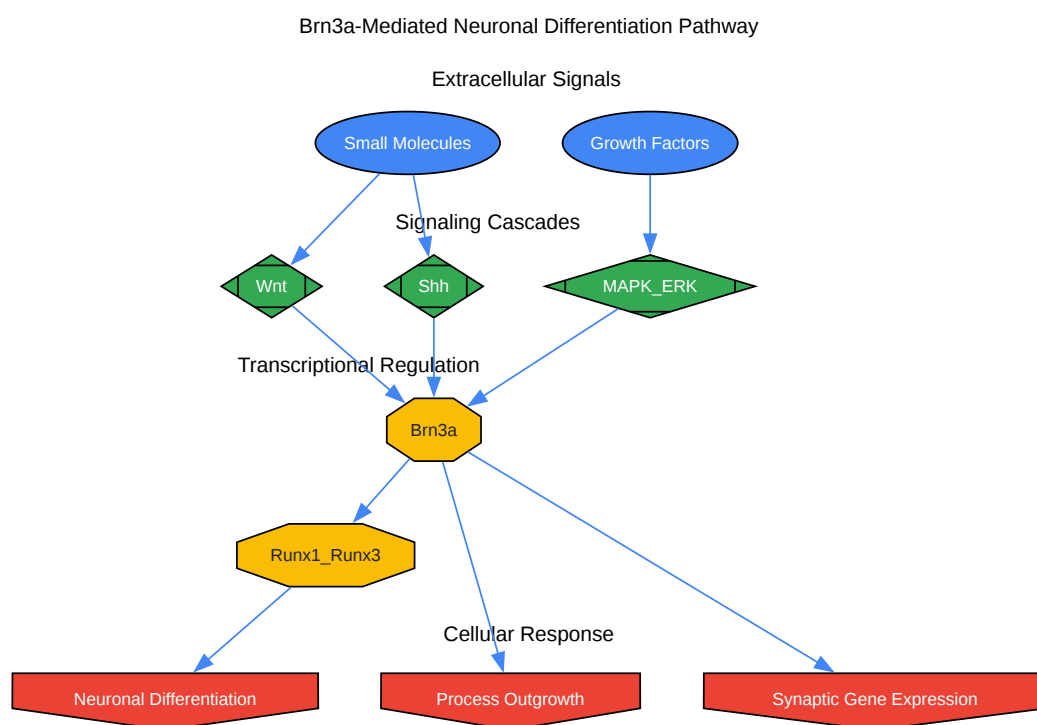 Brn3a-Mediated Neuronal Differentiation Pathway
Extracellular Signals
Small Molecules
Growth Factors
Signaling Cascades
Wnt
Shh
MAPK_ERK
Transcriptional Regulation
Brn3a
Runx1_Runx3
Cellular Response
Neuronal Differentiation
Process Outgrowth
Synaptic Gene Expression